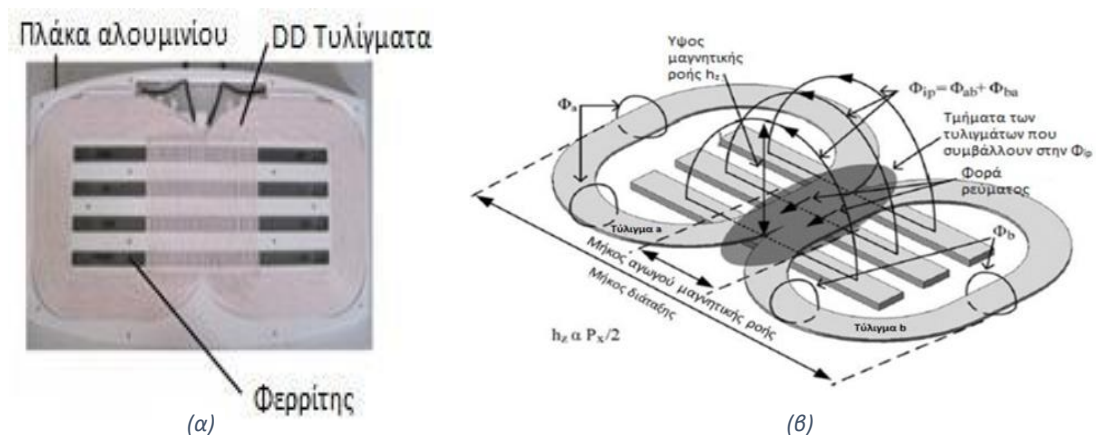 Πλάκα αλουμινίου
DD Τυλίγματα
Φερρίτης
(α)
Υψος
μαγνητικής
ροής hz
Φa
Φip= Φab+ Φba
Τμήματα των
τυλιγμάτων που
συμβάλλουν στην Φip
Φορά
ρεύματος
Τύλιγμα a
Φb
Μήκος αγωγού μαγνητικής ροής
Μήκος διάταξης
Τύλιγμα b
hz α Px/2
(β)